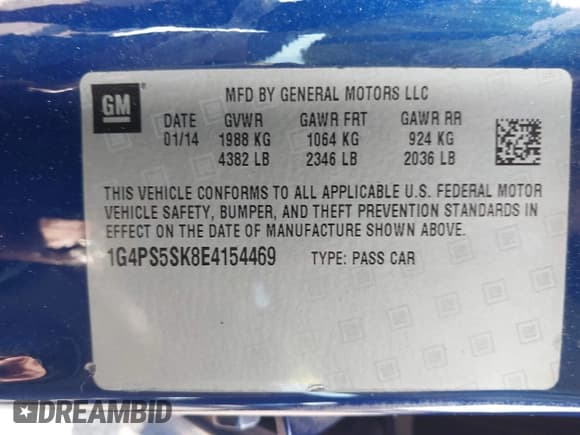 GM
MFD BY GENERAL MOTORS LLC
DATE GVWR GAWR FRT GAWR RR
01/14 1988 KG 1064 KG 924 KG
4382 LB 2346 LB 2036 LB
THIS VEHICLE CONFORMS TO ALL APPLICABLE U.S. FEDERAL MOTOR
VEHICLE SAFETY, BUMPER, AND THEFT PREVENTION STANDARDS IN
EFFECT ON THE DATE OF MANUFACTURE SHOWN ABOVE.
1G4PS5SK8E4154469 TYPE: PASS CAR
DREAMBID